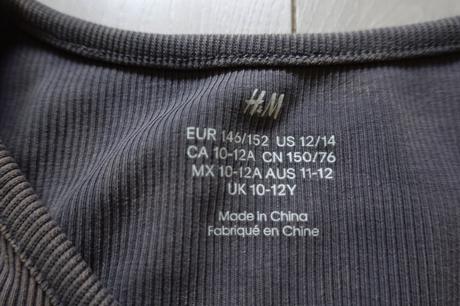 H&M
EUR 146/152 US 12/14
CA 10-12A CN 150/76
MX 10-12A AUS 11-12
UK 10-12Y
Made in China
Fabriqué en Chine